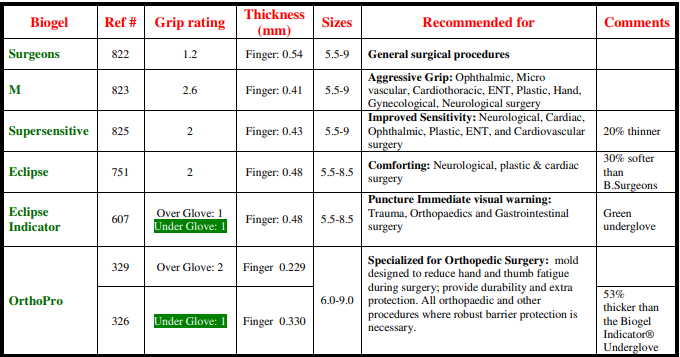 Biogel Ref # Grip rating Thickness (mm) Sizes Recommended for Comments
Surgeons 822 1.2 Finger: 0.54 5.5-9 General surgical procedures
M 823 2.6 Finger: 0.41 5.5-9 Aggressive Grip: Ophthalmic, Micro
vascular, Cardiothoracic, ENT, Plastic, Hand,
Gynecological, Neurological surgery
Supersensitive 825 2 Finger: 0.43 5.5-9 Improved Sensitivity: Neurological, Cardiac,
Ophthalmic, Plastic, ENT, and Cardiovascular
surgery
20% thinner
Eclipse 751 2 Finger: 0.48 5.5-8.5 Comforting: Neurological, plastic & cardiac
surgery
30% softer
than
B.Surgeons
Eclipse
Indicator
607
Over Glove: 1
Under Glove: 1
Finger: 0.48 5.5-8.5
Puncture Immediate visual warning:
Trauma, Orthopaedics and Gastrointestinal
surgery
Green
underglove
OrthoPro
329 Over Glove: 2 Finger 0.229
326 Under Glove: 1 Finger 0.330
6.0-9.0
Specialized for Orthopedic Surgery: mold
designed to reduce hand and thumb fatigue
during surgery; provide durability and extra
protection. All orthopaedic and other
procedures where robust barrier protection is
necessary.
53%
thicker than
the Biogel
Indicator®
Underglove